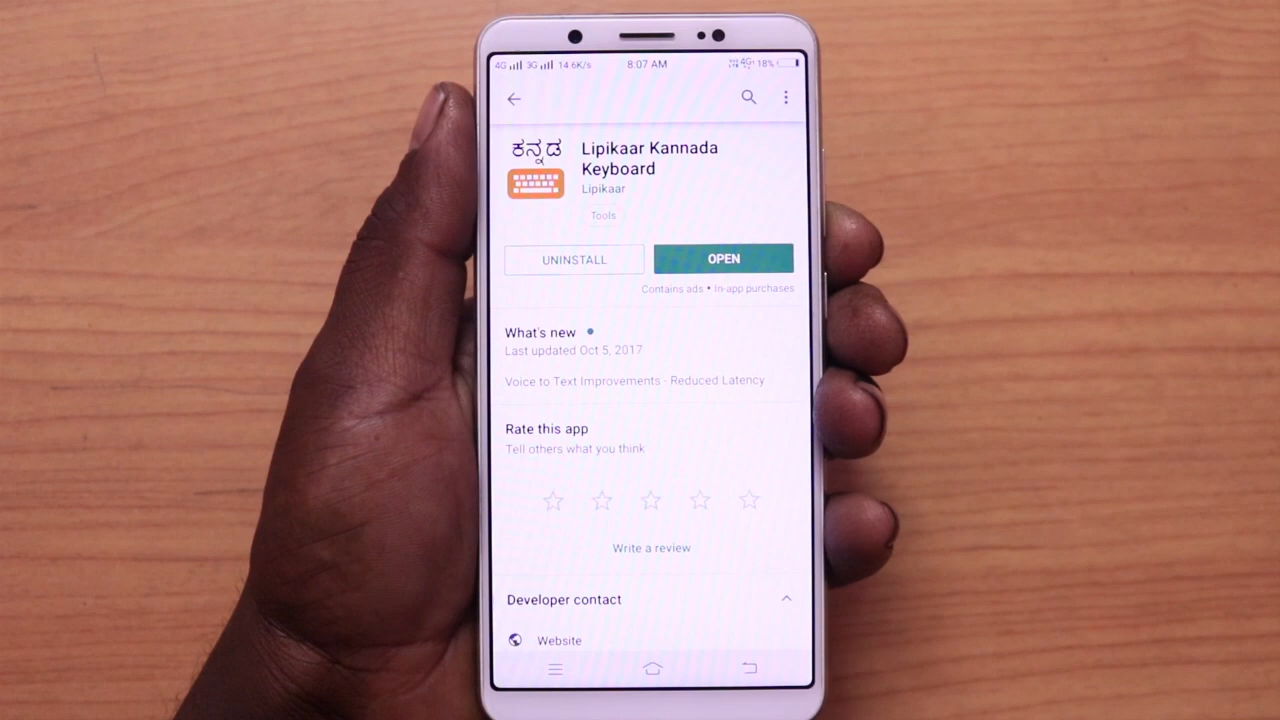 4G 3G 14.6K/s 8:07 AM 4G 18%
ಕನ್ನಡ
Lipikaar Kannada
Keyboard
Lipikaar
Tools
UNINSTALL OPEN
Contains ads • In-app purchases
What's new
Last updated Oct 5, 2017
Voice to Text Improvements - Reduced Latency
Rate this app
Tell others what you think
Write a review
Developer contact
Website